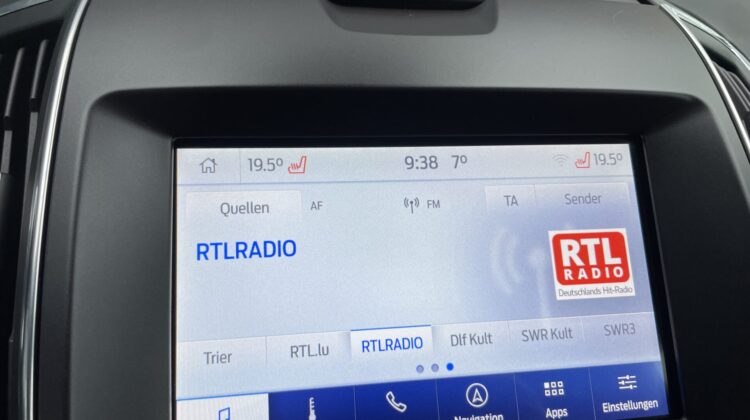 19.5° 9:38 7° 19.5°
Quellen AF FM TA Sender
RTLRADIO
RTL
RADIO
Deutschlands Hit-Radio
Trier RTL.lu RTLRADIO Dlf Kult SWR Kult SWR3
Navigation Apps Einstellungen